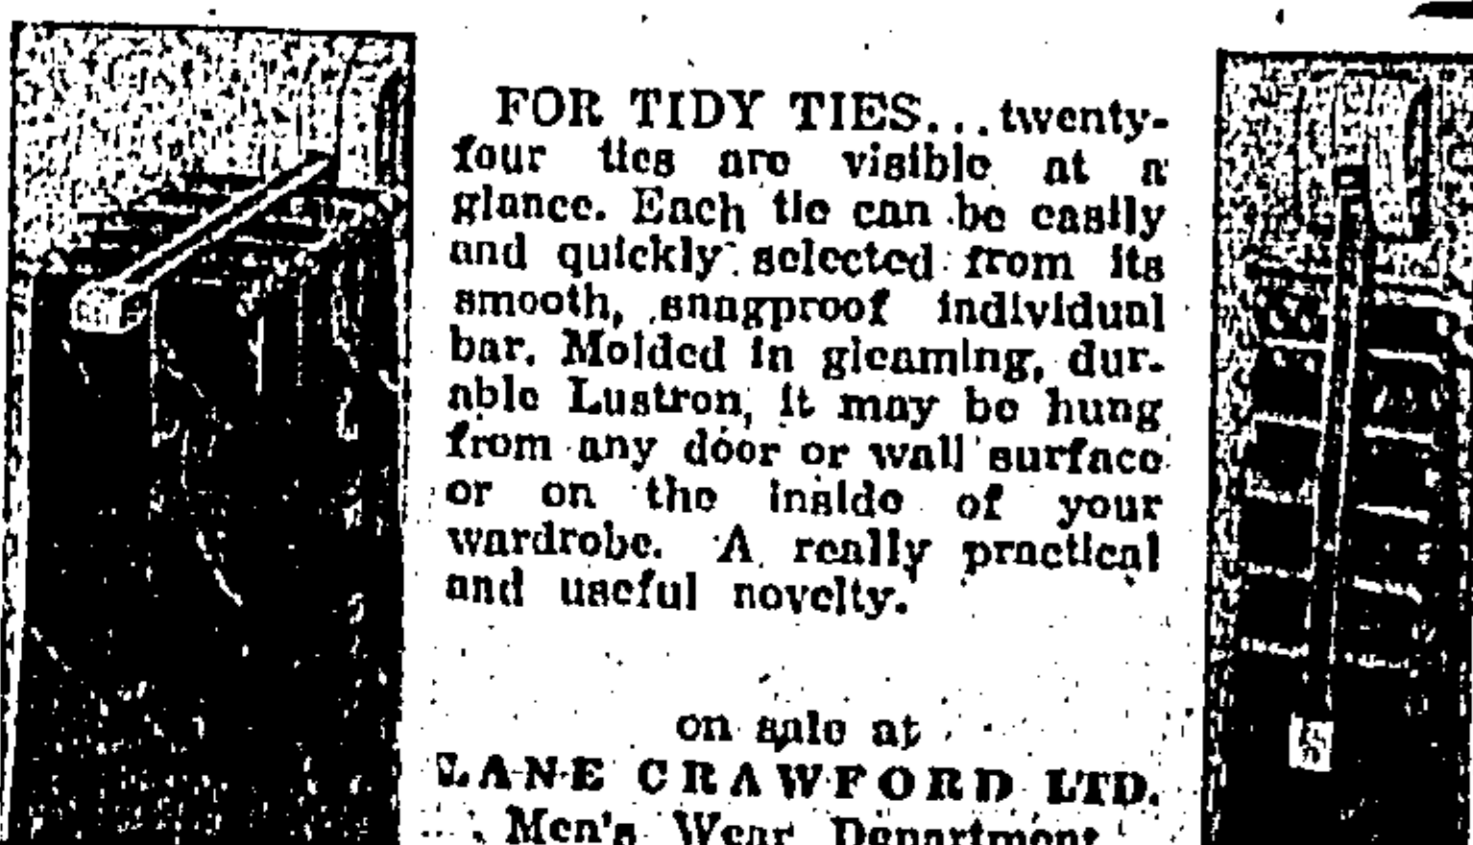 FOR TIDY TIES...twenty-
four ties are visible at a
glance. Each tie can be easily
and quickly selected from its
smooth, snagproof individual
bar. Molded in gleaming, dur-
able Lustron, it may be hung
from any door or wall surface
or on the inside of your
wardrobe. A really practical
and useful novelty.
on sale at
LANE CRAWFORD LTD.
Men's Wear Department